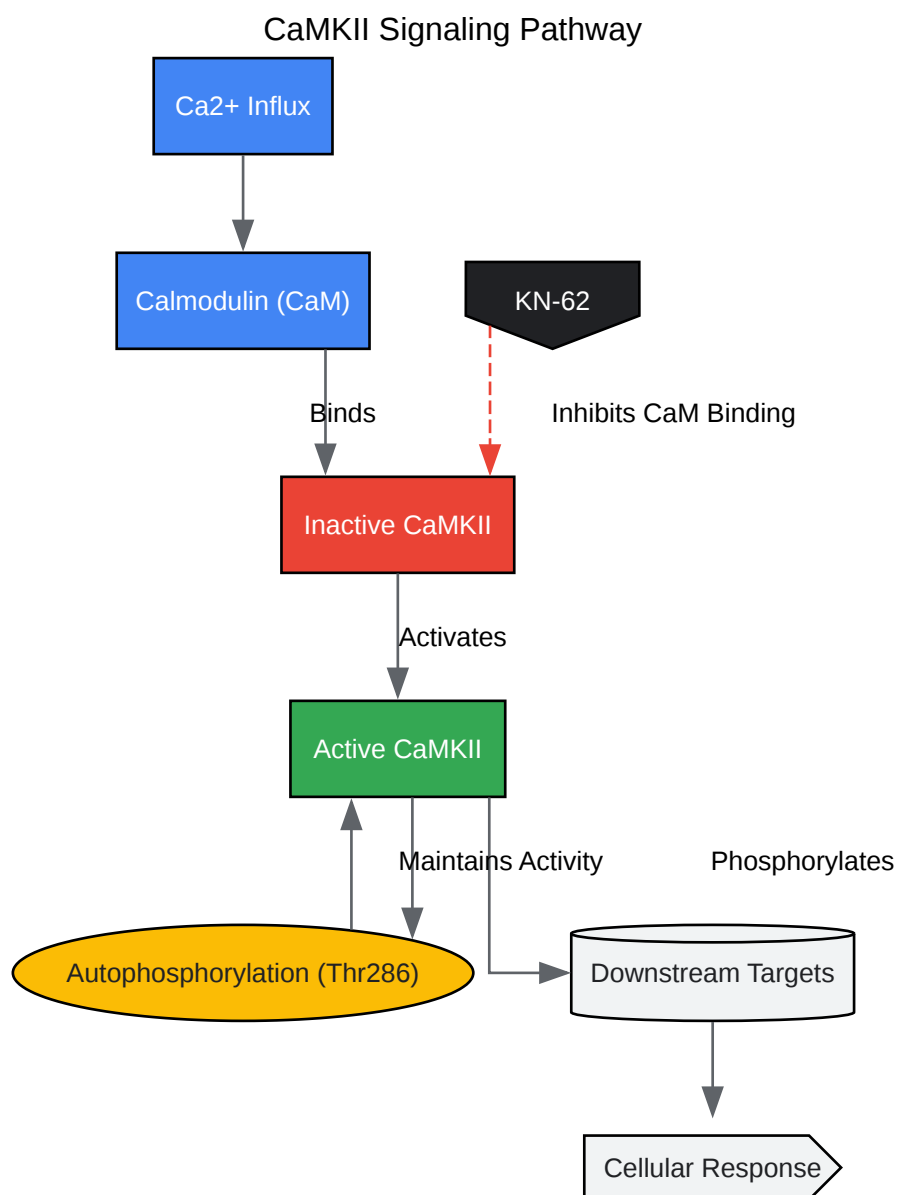 CaMKII Signaling Pathway
Ca2+ Influx
Calmodulin (CaM)
KN-62
Binds
Inhibits CaM Binding
Inactive CaMKII
Activates
Active CaMKII
Maintains Activity
Phosphorylates
Autophosphorylation (Thr286)
Downstream Targets
Cellular Response